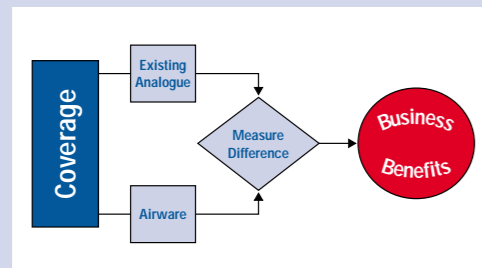 Coverage
Existing
Analogue
Measure
Difference
Airware
Business
Benefits